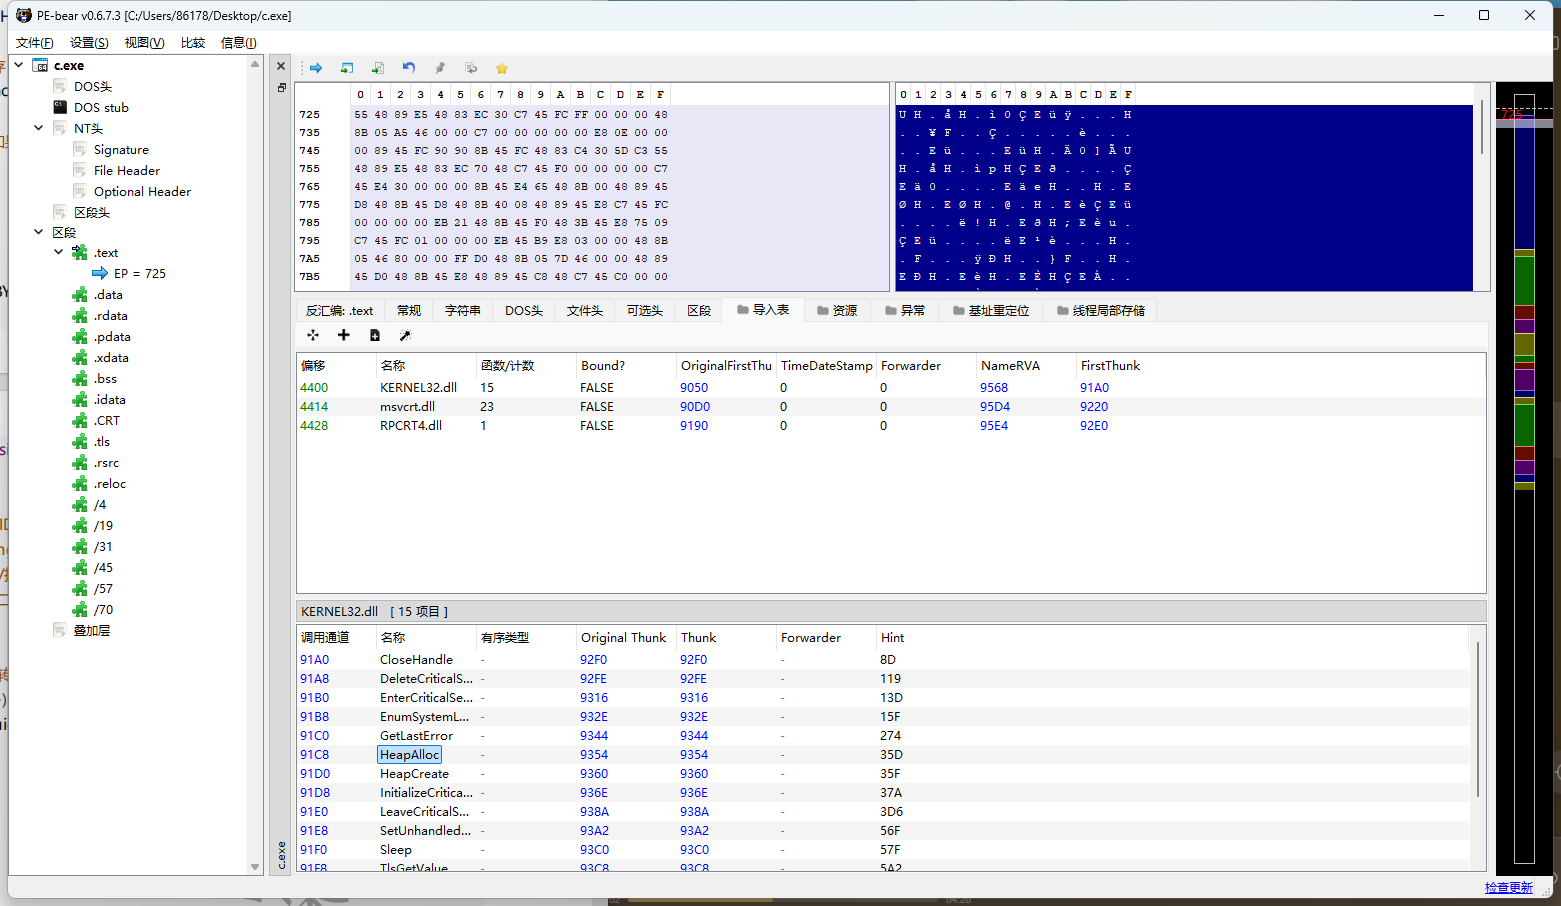 PE-bear v0.6.7.3 [C:/Users/86178/Desktop/c.exe]
文件(F) 设置(S) 视图(V) 比较 信息(I)
c.exe
DOS头
DOS stub
NT头
Signature
File Header
Optional Header
区段头
区段
.text
EP = 725
.data
.rdata
.pdata
.xdata
.bss
.idata
.CRT
.tls
.rsrc
.reloc
/4
/19
/31
/45
/57
/70
叠加层
c.exe
0 1 2 3 4 5 6 7 8 9 A B C D E F
725 55 48 89 E5 48 83 EC 30 C7 45 FC FF 00 00 00 48
735 8B 05 A5 46 00 00 C7 00 00 00 00 00 E8 0E 00 00
745 00 89 45 FC 90 90 8B 45 FC 48 83 C4 30 5D C3 55
755 48 89 E5 48 83 EC 70 48 C7 45 F0 00 00 00 00 C7
765 45 E4 30 00 00 00 8B 45 E4 65 48 8B 00 48 89 45
775 D8 48 8B 45 D8 48 8B 40 08 48 89 45 E8 C7 45 FC
785 00 00 00 00 EB 21 48 8B 45 F0 48 3B 45 E8 75 09
795 C7 45 FC 01 00 00 00 EB 45 B9 E8 03 00 00 48 8B
7A5 05 46 80 00 00 FF D0 48 8B 05 7D 46 00 00 48 89
7B5 45 D0 48 8B 45 E8 48 89 45 C8 48 C7 45 C0 00 00
0 1 2 3 4 5 6 7 8 9 A B C D E F
U H . å H . ì 0 Ç E ü ÿ . . . H
. . ¥ F . . Ç . . . . . è . . .
. . E ü . . . E ü H . Ä 0 ] Ã U
H . å H . ì p H Ç E ð . . . . Ç
E ä 0 . . . . E ä e H . . H . E
Ø H . E Ø H . @ . H . E è Ç E ü
. . . . ë ! H . E ð H ; E è u .
Ç E ü . . . . ë E ¹ è . . . H .
. F . . . ÿ Ð H . . } F . . H .
E Ð H . E è H . E È H Ç E À . .
725
反汇编: .text 常规 字符串 DOS头 文件头 可选头 区段 导入表 资源 异常 基址重定位 线程局部存储
偏移 名称 函数/计数 Bound? OriginalFirstThu TimeDateStamp Forwarder NameRVA FirstThunk
4400 KERNEL32.dll 15 FALSE 9050 0 0 9568 91A0
4414 msvcrt.dll 23 FALSE 90D0 0 0 95D4 9220
4428 RPCRT4.dll 1 FALSE 9190 0 0 95E4 92E0
KERNEL32.dll [ 15 项目 ]
调用通道 名称 有序类型 Original Thunk Thunk Forwarder Hint
91A0 CloseHandle - 92F0 92F0 - 8D
91A8 DeleteCriticalS... - 92FE 92FE - 119
91B0 EnterCriticalSe... - 9316 9316 - 13D
91B8 EnumSystemL... - 932E 932E - 15F
91C0 GetLastError - 9344 9344 - 274
91C8 HeapAlloc - 9354 9354 - 35D
91D0 HeapCreate - 9360 9360 - 35F
91D8 InitializeCritica... - 936E 936E - 37A
91E0 LeaveCriticalS... - 938A 938A - 3D6
91E8 SetUnhandled... - 93A2 93A2 - 56F
91F0 Sleep - 93C0 93C0 - 57F
91F8 TlsGetValue - 93C8 93C8 - 5A2
检查更新